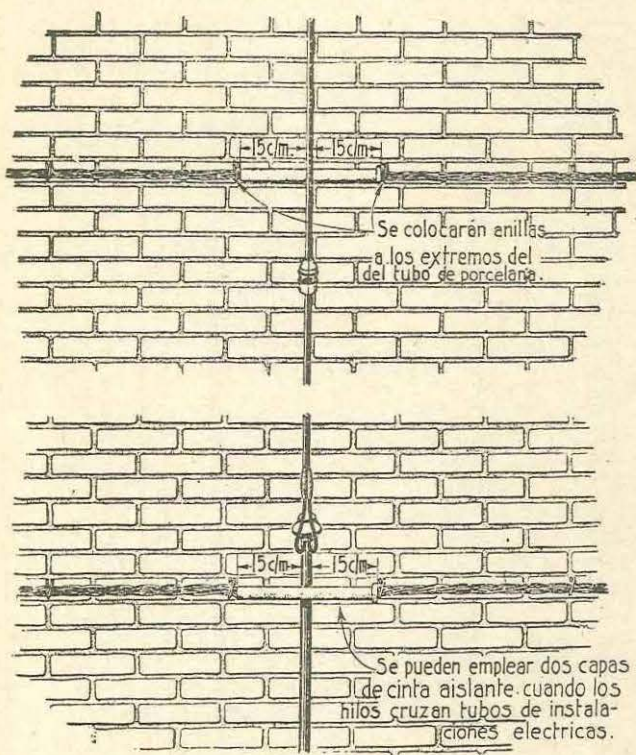 15c/m. 15c/m
Se colocarán anillas
a los extremos del
del tubo de porcelana.
15c/m 15c/m
Se pueden emplear dos capas
de cinta aislante cuando los
hilos cruzan tubos de instala-
ciones electricas.